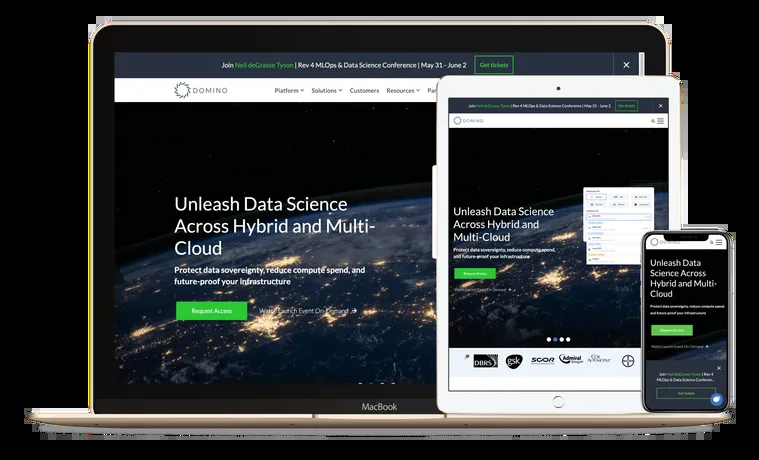 Join Neil deGrasse Tyson | Rev 4 MLOps & Data Science Conference | May 31 - June 2
Get tickets
DOMINO
Platform
Solutions
Customers
Resources
Unleash Data Science
Across Hybrid and Multi-
Cloud
Protect data sovereignty, reduce compute spend, and
future-proof your infrastructure
Request Access
Watch Launch Event On-Demand →
MacBook
Join Neil deGrasse Tyson | Rev 4 MLOps & Data Science Conference | May 31 - June 2
Get tickets
DOMINO
Unleash Data Science
Across Hybrid and
Multi-Cloud
Protect data sovereignty, reduce compute spend,
and future-proof your infrastructure
Request Access
Watch Launch Event On-Demand →
DBRS
gsk
SCOR
Admiral
BAYER
DOMINO
Unleash Data
Science Across
Hybrid and Multi-
Cloud
Protect data sovereignty, reduce compute spend,
and future-proof your infrastructure
Request Access
Watch Launch Event On-Demand →
Join Neil deGrasse Tyson | Rev 4
MLOps & Data Science Conferen...
Get tickets